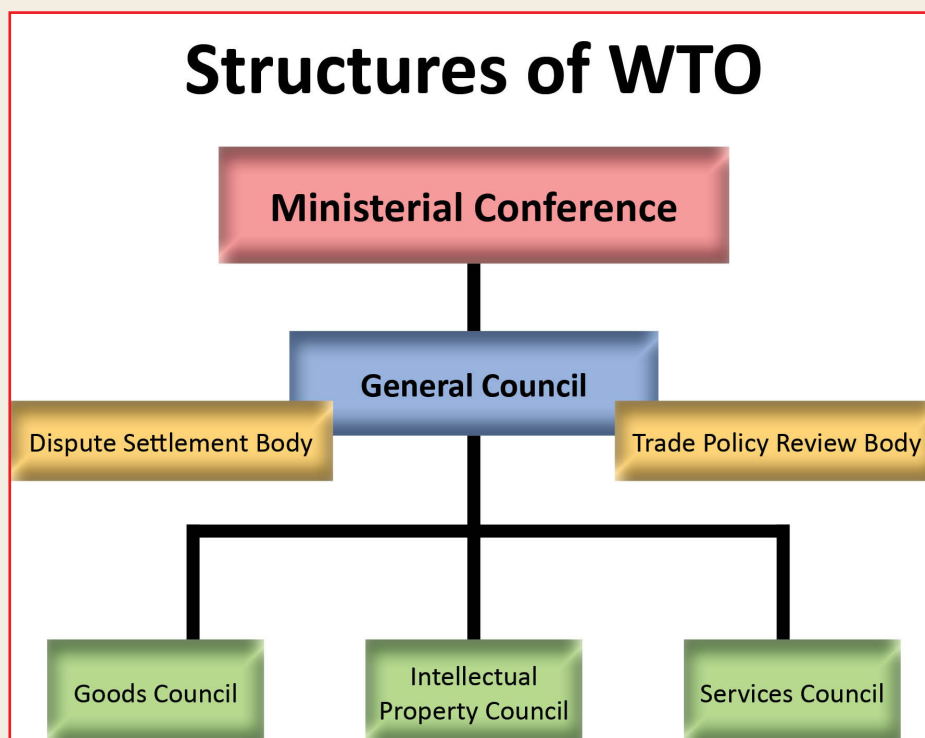 Structures of WTO
Ministerial Conference
General Council
Dispute Settlement Body
Trade Policy Review Body
Goods Council
Intellectual
Property Council
Services Council